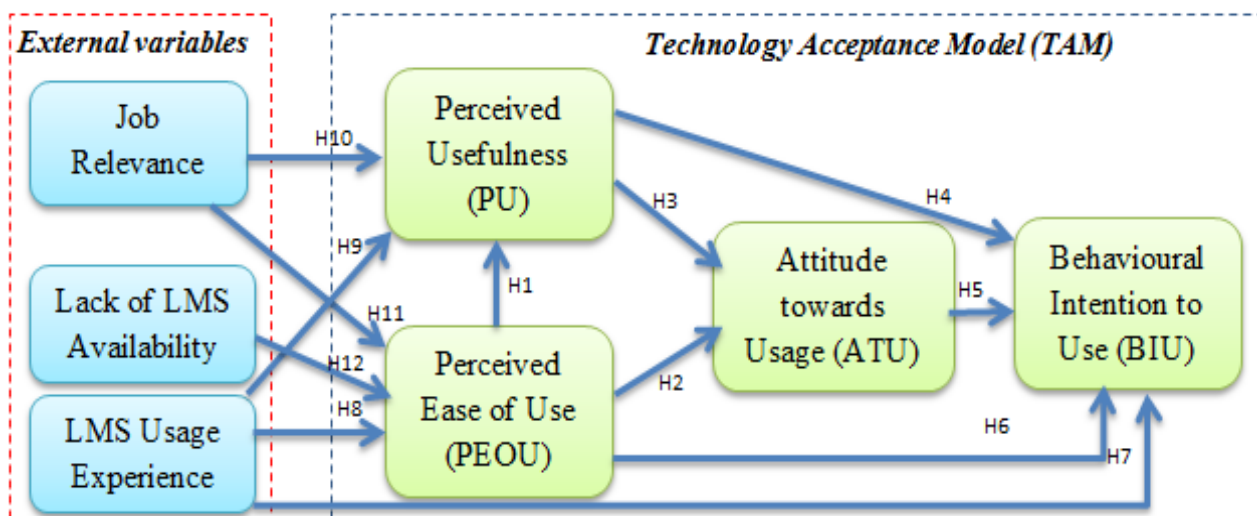 External variables
Technology Acceptance Model (TAM)
Job
Relevance
H10
Perceived
Usefulness
(PU)
H4
H3
H9
Lack of LMS
Availability
H1
Attitude
towards
Usage (ATU)
H5
Behavioural
Intention to
Use (BIU)
H11
H12
Perceived
Ease of Use
(PEOU)
H2
LMS Usage
Experience
H8
H6
H7